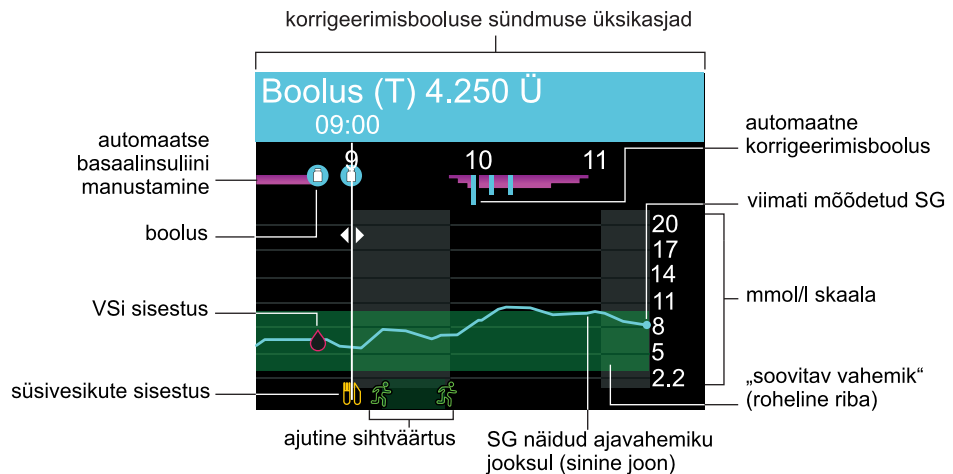 korrigeerimisbooluse sündmuse üksikasjad
Boolus (T) 4.250 Ü
09:00
9
10
11
automaatse
basaalinsuliini
manustamine
boolus
VSi sisestus
süsivesikute sisestus
automaatne
korrigeerimisboolus
viimati mõõdetud SG
20
17
14
11
8
5
2.2
mmol/l skaala
„soovitav vahemik“
(roheline riba)
ajutine sihtväärtus
SG näidud ajavahemiku
jooksul (sinine joon)